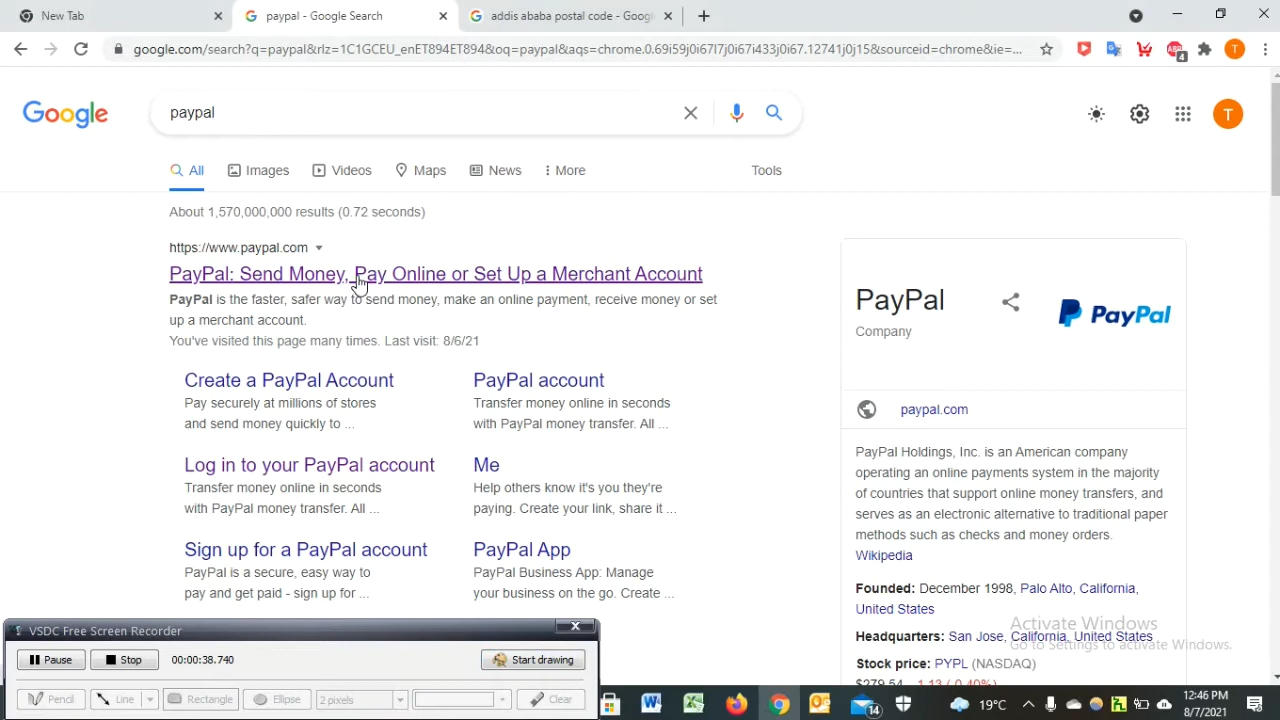 New Tab
paypal - Google Search
addis ababa postal code - Goog
google.com/search?q=paypal&rlz=1C1GCEU_enET894ET894&oq=paypal&aqs=chrome.0.69i59j0i67l7j0i67i433j0i67.12741j0j15&sourceid=chrome&ie=...
ABP
4
T
Google
paypal
T
All
Images
Videos
Maps
News
More
Tools
About 1,570,000,000 results (0.72 seconds)
https://www.paypal.com
PayPal: Send Money, Pay Online or Set Up a Merchant Account
PayPal is the faster, safer way to send money, make an online payment, receive money or set
up a merchant account.
You've visited this page many times. Last visit: 8/6/21
Create a PayPal Account
Pay securely at millions of stores
and send money quickly to ...
PayPal account
Transfer money online in seconds
with PayPal money transfer. All ...
Log in to your PayPal account
Transfer money online in seconds
with PayPal money transfer. All ...
Me
Help others know it's you they're
paying. Create your link, share it ...
Sign up for a PayPal account
PayPal is a secure, easy way to
pay and get paid - sign up for ...
PayPal App
PayPal Business App: Manage
your business on the go. Create ...
PayPal
Company
PayPal
paypal.com
PayPal Holdings, Inc. is an American company
operating an online payments system in the majority
of countries that support online money transfers, and
serves as an electronic alternative to traditional paper
methods such as checks and money orders.
Wikipedia
Founded: December 1998, Palo Alto, California,
United States
Headquarters: San Jose, California, United States
Stock price: PYPL (NASDAQ)
$279.54 -1.13 (-0.40%)
Activate Windows
Go to Settings to activate Windows.
VSDC Free Screen Recorder
Pause
Stop
00:00:38.740
Start drawing
Pencil
Line
Rectangle
Ellipse
2 pixels
Clear
14
19°C
12:46 PM
8/7/2021